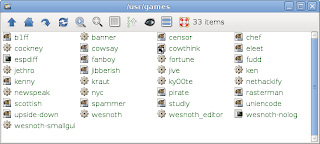 /usr/games
33 items
b1ff banner censor chef
cockney cowsay cowthink eleet
espdiff fanboy fortune fudd
jethro jibberish jive ken
kenny kraut ky00te nethackify
newspeak nyc pirate rasterman
scottish spammer studly uniencode
upside-down wesnoth wesnoth_editor wesnoth-nolog
wesnoth-smallgui